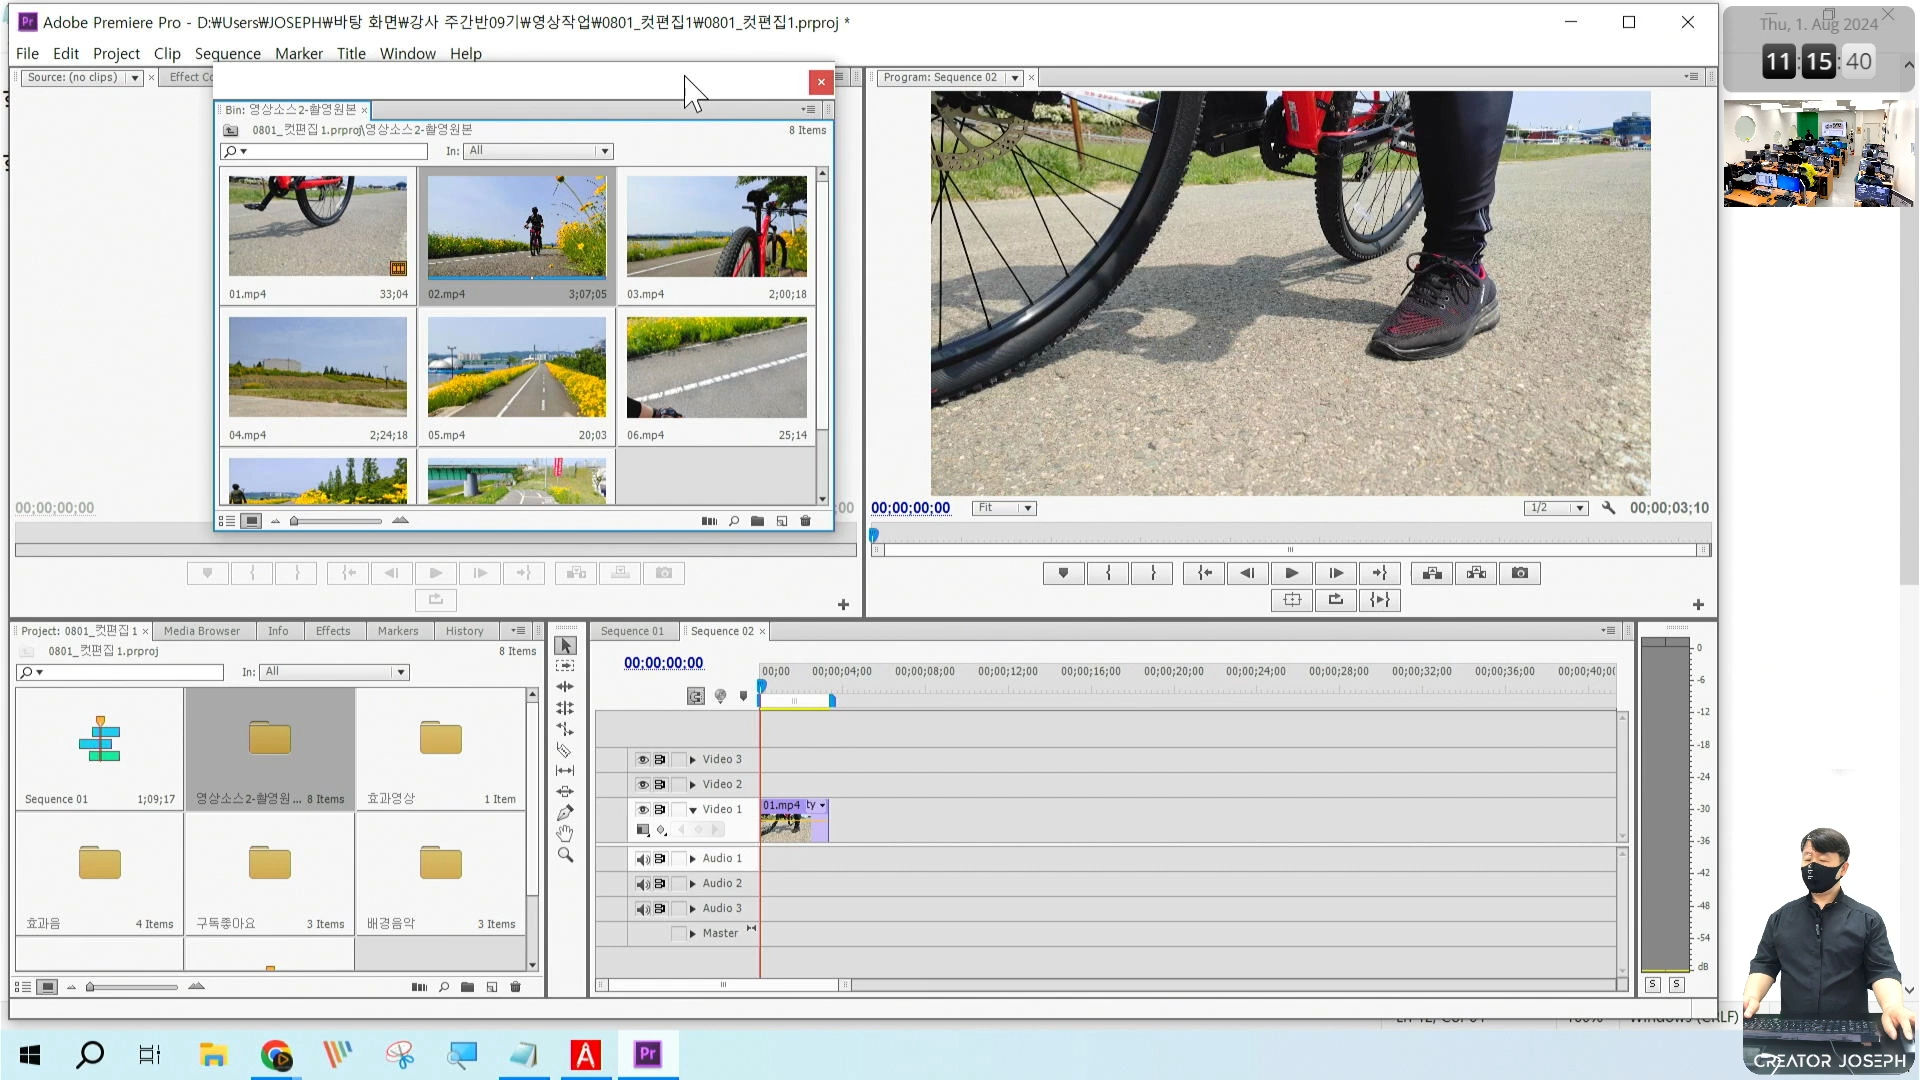 Adobe Premiere Pro - D:₩Users₩JOSEPH₩바탕 화면₩강사 주간반09기₩영상작업₩0801_컷편집1₩0801_컷편집1.prproj *
File Edit Project Clip Sequence Marker Title Window Help
Thu, 1. Aug 2024
11:15:40
Source: (no clips)
Effect Co
Bin: 영상소스2-촬영원본
0801_컷편집1.prproj₩영상소스2-촬영원본
8 Items
In: All
01.mp4 33;04
02.mp4 3;07;05
03.mp4 2;00;18
04.mp4 2;24;18
05.mp4 20;03
06.mp4 25;14
00;00;00;00
;00
Program: Sequence 02
00;00;00;00
Fit
1/2
00;00;03;10
Project: 0801_컷편집1
Media Browser
Info
Effects
Markers
History
0801_컷편집1.prproj
8 Items
In: All
Sequence 01 1;09;17
영상소스2-촬영원... 8 Items
효과영상 1 Item
효과음 4 Items
구독좋아요 3 Items
배경음악 3 Items
Sequence 01
Sequence 02
00;00;00;00
00;00 00;00;04;00 00;00;08;00 00;00;12;00 00;00;16;00 00;00;20;00 00;00;24;00 00;00;28;00 00;00;32;00 00;00;36;00 00;00;40;0
Video 3
Video 2
Video 1
01.mp4 ty
Audio 1
Audio 2
Audio 3
Master
0
-6
-12
-18
-24
-30
-36
-42
-48
-54
dB
S S
CREATOR JOSEPH